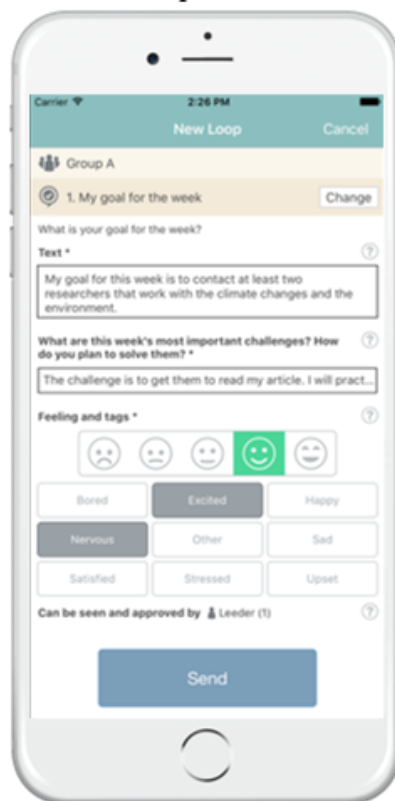 Carrier
2:26 PM
New Loop
Cancel
Group A
1. My goal for the week
Change
What is your goal for the week?
Text *
?
My goal for this week is to contact at least two
researchers that work with the climate changes and the
environment.
What are this week's most important challenges? How
do you plan to solve them? *
?
The challenge is to get them to read my article. I will pract...
Feeling and tags *
?
Bored
Excited
Happy
Nervous
Other
Sad
Satisfied
Stressed
Upset
Can be seen and approved by Leeder (1)
?
Send